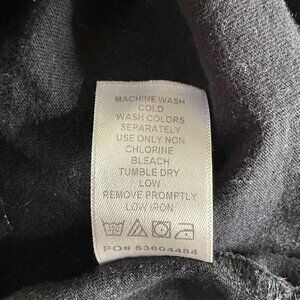 MACHINE WASH
COLD
WASH COLORS
SEPARATELY
USE ONLY NON
CHLORINE
BLEACH
TUMBLE DRY
LOW
REMOVE PROMPTLY
LOW IRON
PO# 53604484